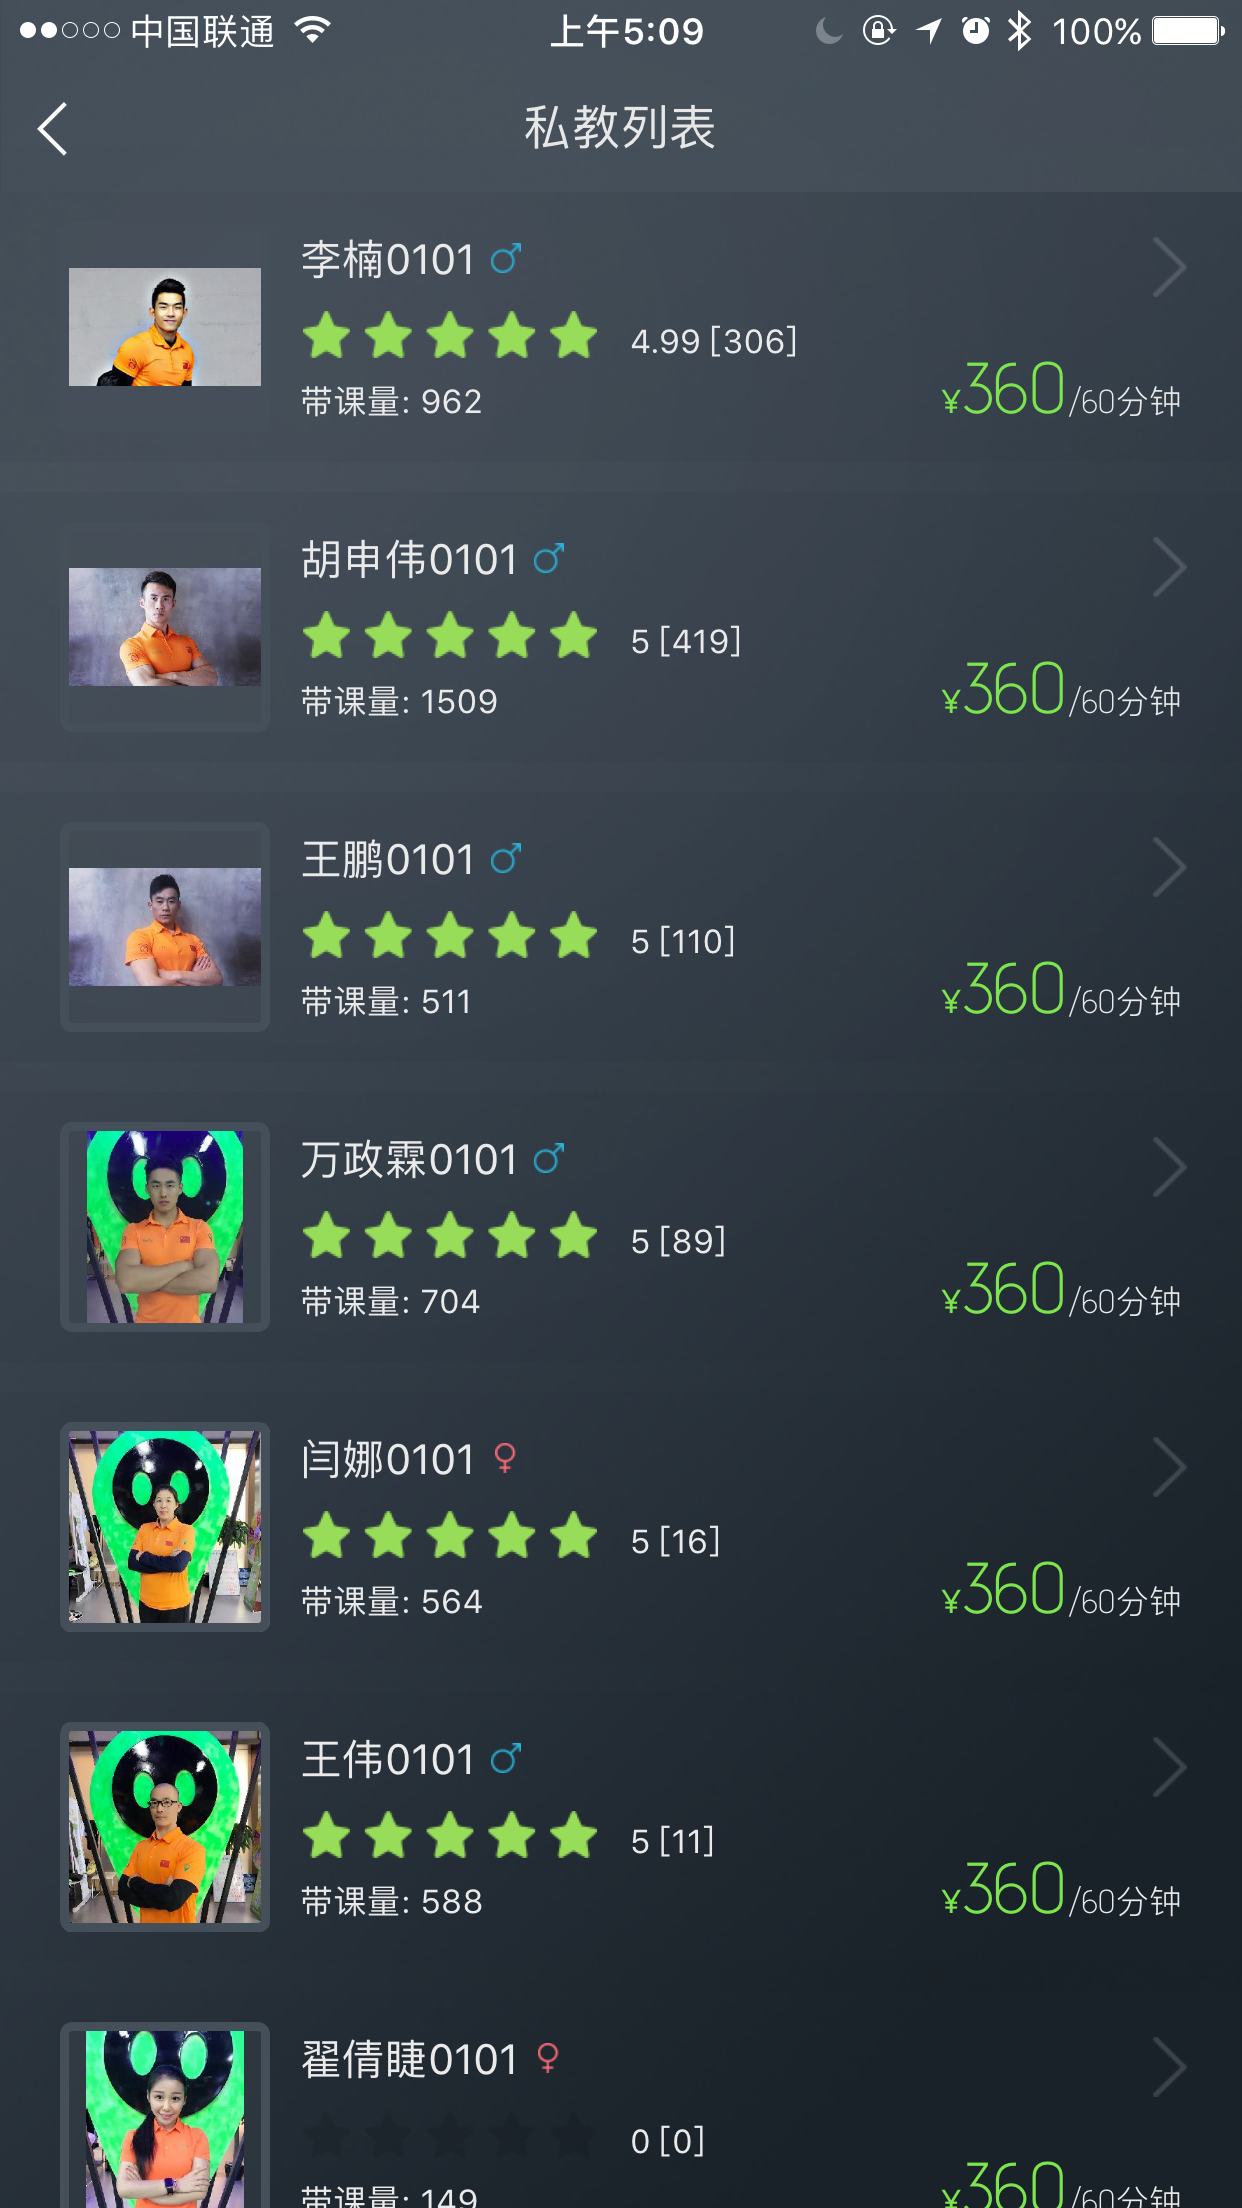 中国联通 上午5:09 100%
私教列表
李楠0101
4.99 [306]
带课量: 962
¥360/60分钟
胡申伟0101
5 [419]
带课量: 1509
¥360/60分钟
王鹏0101
5 [110]
带课量: 511
¥360/60分钟
万政霖0101
5 [89]
带课量: 704
¥360/60分钟
闫娜0101
5 [16]
带课量: 564
¥360/60分钟
王伟0101
5 [11]
带课量: 588
¥360/60分钟
翟倩睫0101
0 [0]
带课量: 149
¥360/60分钟